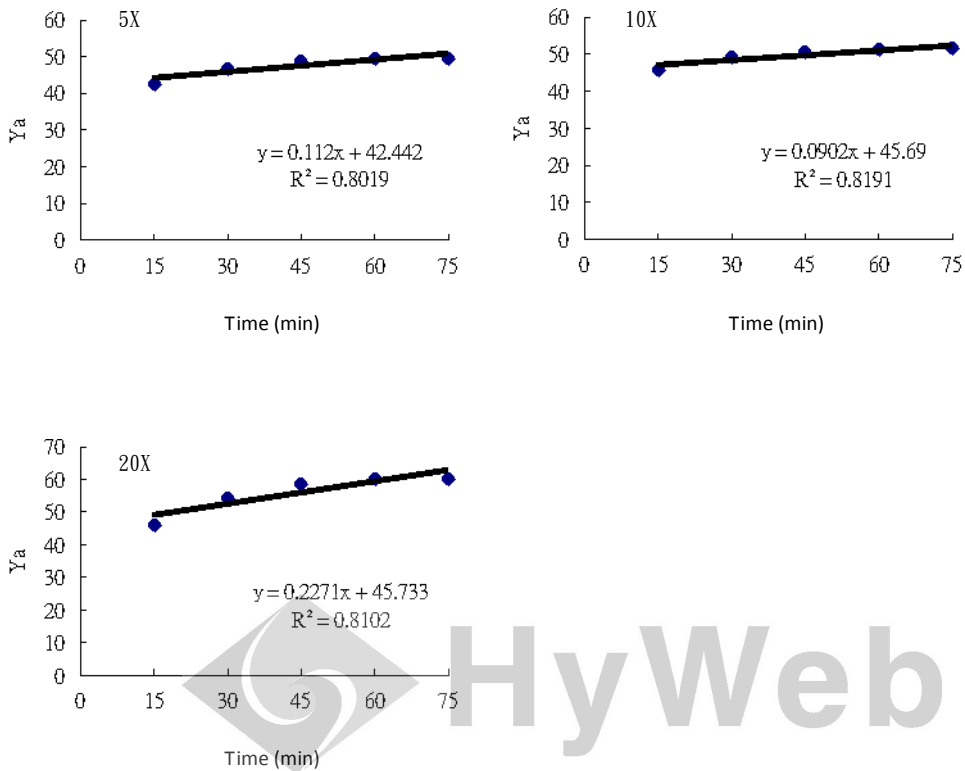 5X
60
50
40
30
20
10
0
Ya
y = 0.112x + 42.442
R² = 0.8019
0 15 30 45 60 75
Time (min)
10X
60
50
40
30
20
10
0
Ya
y = 0.0902x + 45.69
R² = 0.8191
0 15 30 45 60 75
Time (min)
20X
70
60
50
40
30
20
10
0
Ya
y = 0.2271x + 45.733
R² = 0.8102
0 15 30 45 60 75
Time (min)
HyWeb